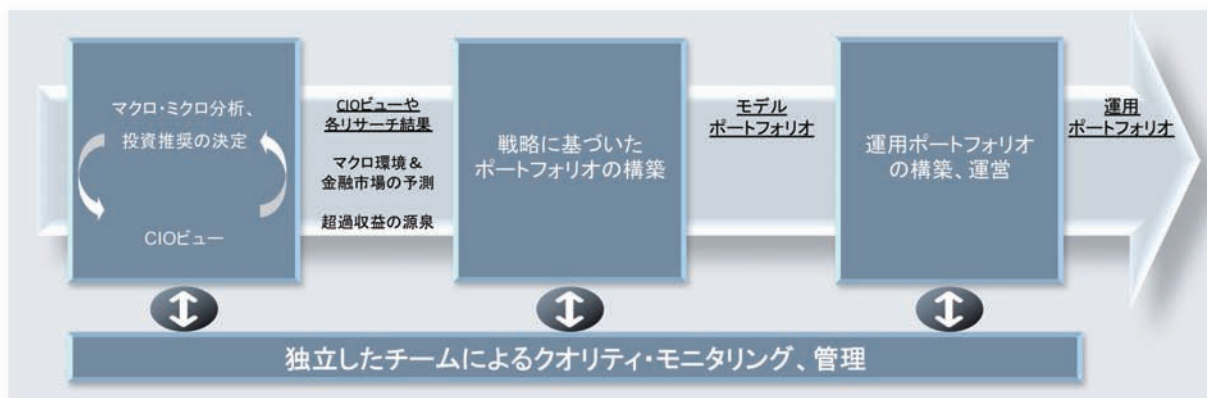 マクロ・ミクロ分析、
投資推奨の決定
CIOビュー
CIOビューや
各リサーチ結果
マクロ環境＆
金融市場の予測
超過収益の源泉
戦略に基づいた
ポートフォリオの構築
モデル
ポートフォリオ
運用ポートフォリオ
の構築、運営
運用
ポートフォリオ
独立したチームによるクオリティ・モニタリング、管理